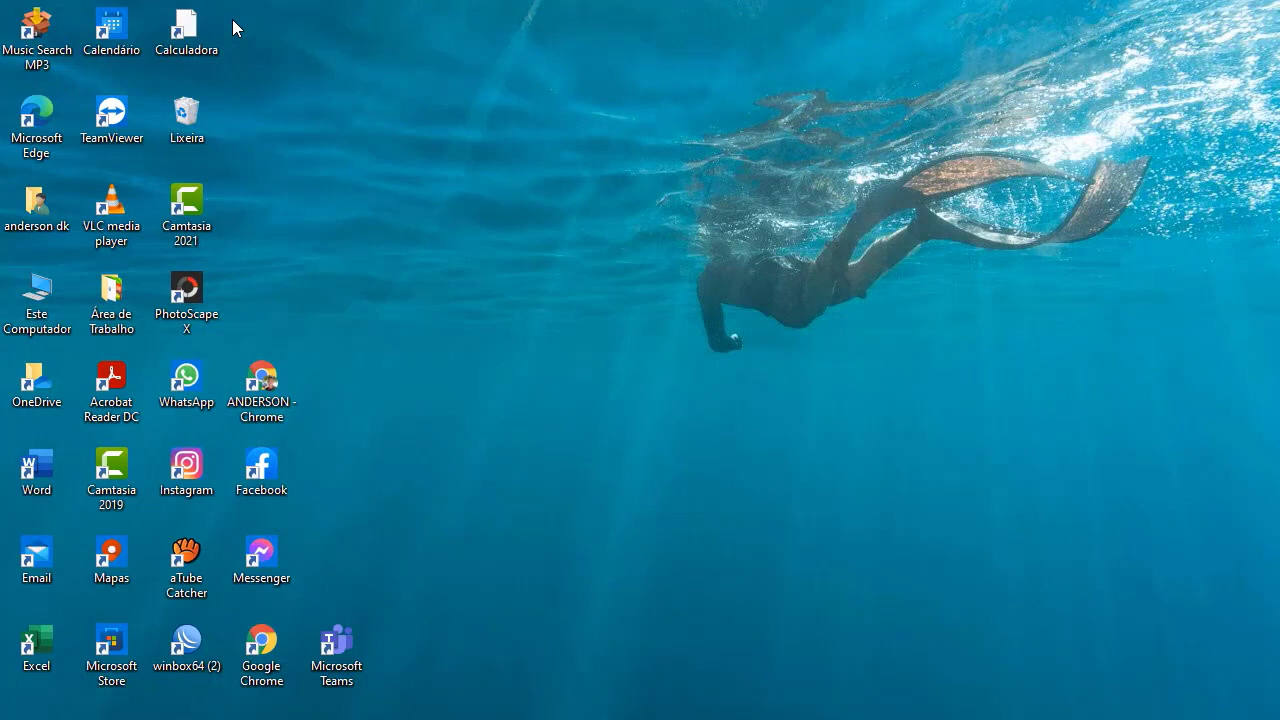 Music Search
MP3
Calendário
Calculadora
Microsoft
Edge
TeamViewer
Lixeira
anderson dk
VLC media
player
Camtasia
2021
Este
Computador
Área de
Trabalho
PhotoScape
X
OneDrive
Acrobat
Reader DC
WhatsApp
ANDERSON -
Chrome
Word
Camtasia
2019
Instagram
Facebook
Email
Mapas
aTube
Catcher
Messenger
Excel
Microsoft
Store
winbox64 (2)
Google
Chrome
Microsoft
Teams